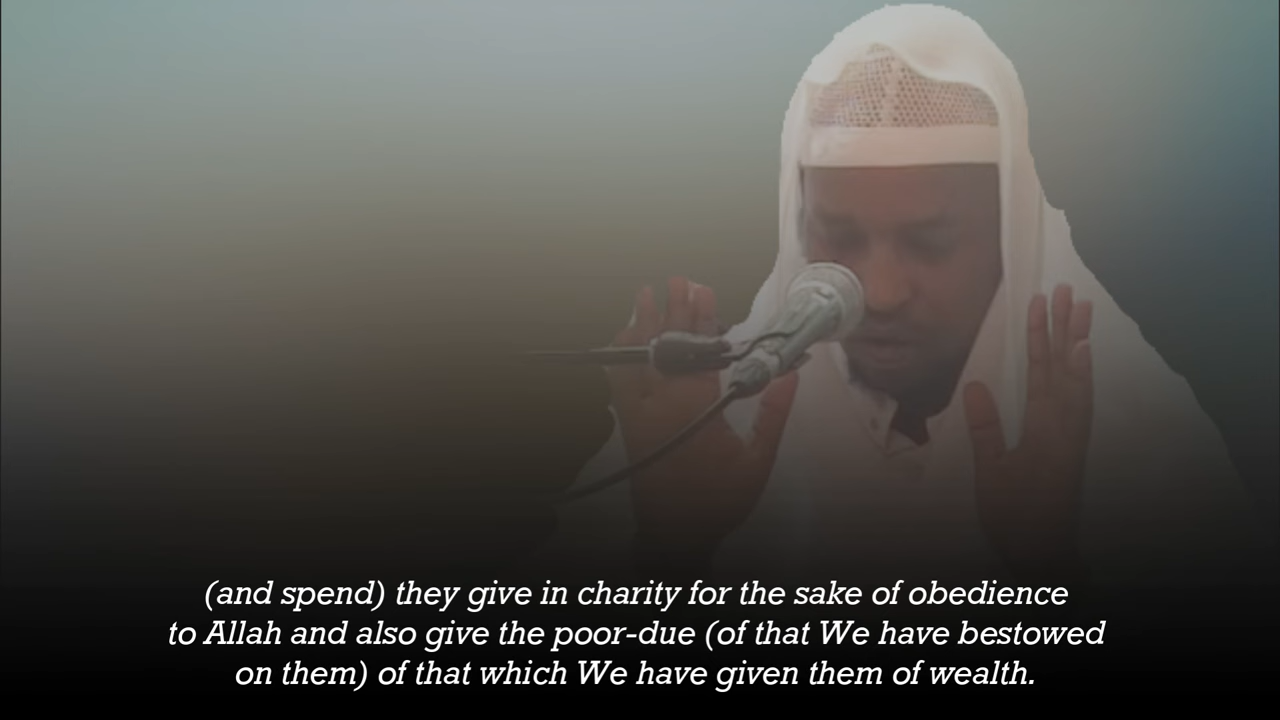 (and spend) they give in charity for the sake of obedience
to Allah and also give the poor-due (of that We have bestowed
on them) of that which We have given them of wealth.